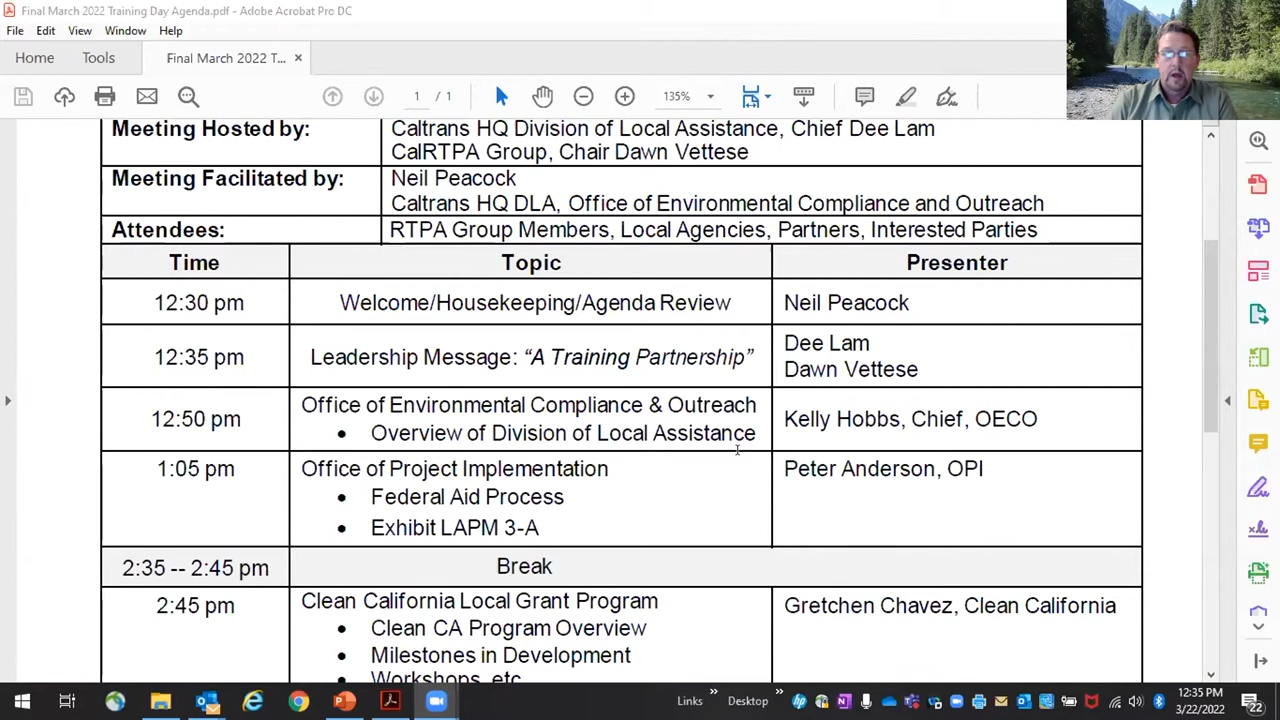 Final March 2022 Training Day Agenda.pdf - Adobe Acrobat Pro DC
File Edit View Window Help
Home Tools Final March 2022 T... ×
1 / 1 135%
Meeting Hosted by: Caltrans HQ Division of Local Assistance, Chief Dee Lam
CalRTPA Group, Chair Dawn Vettese
Meeting Facilitated by: Neil Peacock
Caltrans HQ DLA, Office of Environmental Compliance and Outreach
Attendees: RTPA Group Members, Local Agencies, Partners, Interested Parties
Time Topic Presenter
12:30 pm Welcome/Housekeeping/Agenda Review Neil Peacock
12:35 pm Leadership Message: “A Training Partnership” Dee Lam
Dawn Vettese
12:50 pm Office of Environmental Compliance & Outreach Kelly Hobbs, Chief, OECO
• Overview of Division of Local Assistance
1:05 pm Office of Project Implementation Peter Anderson, OPI
• Federal Aid Process
• Exhibit LAPM 3-A
2:35 -- 2:45 pm Break
2:45 pm Clean California Local Grant Program Gretchen Chavez, Clean California
• Clean CA Program Overview
• Milestones in Development
• Workshops, etc
Links » Desktop » 12:35 PM
3/22/2022
22